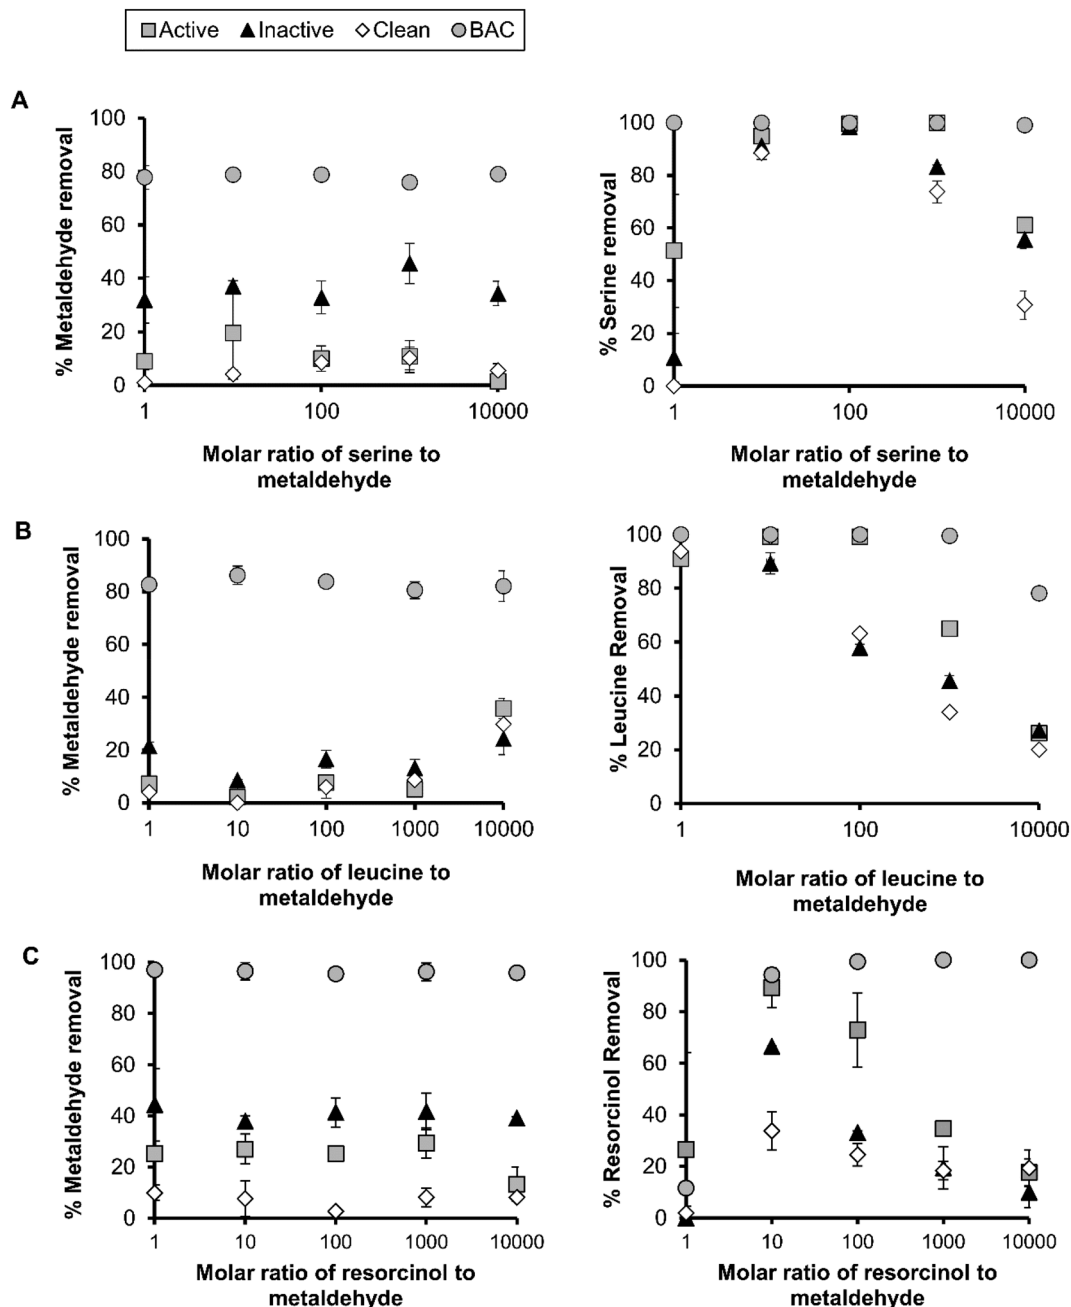 Active Inactive Clean BAC
A
% Metaldehyde removal
100
80
60
40
20
0
1 100 10000
Molar ratio of serine to
metaldehyde
% Serine removal
100
80
60
40
20
0
1 100 10000
Molar ratio of serine to
metaldehyde
B
% Metaldehyde removal
100
80
60
40
20
0
1 10 100 1000 10000
Molar ratio of leucine to
metaldehyde
% Leucine Removal
100
80
60
40
20
0
1 100 10000
Molar ratio of leucine to
metaldehyde
C
% Metaldehyde removal
100
80
60
40
20
0
1 10 100 1000 10000
Molar ratio of resorcinol to
metaldehyde
% Resorcinol Removal
100
80
60
40
20
0
1 10 100 1000 10000
Molar ratio of resorcinol to
metaldehyde